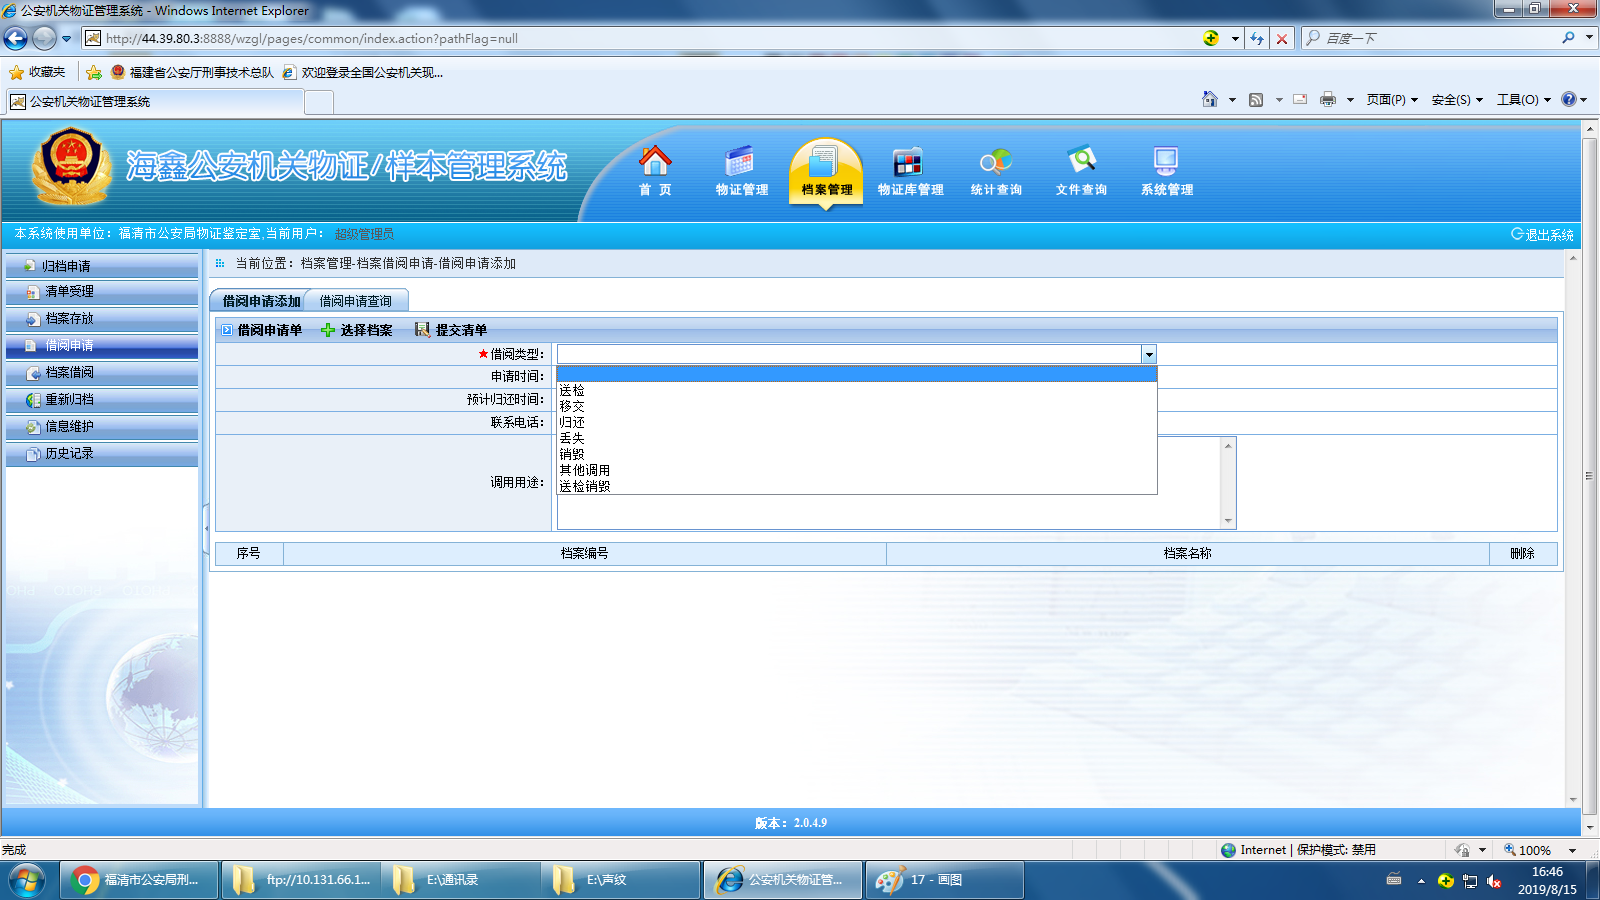 公安机关物证管理系统 - Windows Internet Explorer
http://44.39.80.3:8888/wzgl/pages/common/index.action?pathFlag=null
百度一下
收藏夹
福建省公安厅刑事技术总队
欢迎登录全国公安机关现...
公安机关物证管理系统
页面(P)
安全(S)
工具(O)
海鑫公安机关物证/样本管理系统
首 页
物证管理
档案管理
物证库管理
统计查询
文件查询
系统管理
本系统使用单位：福清市公安局物证鉴定室,当前用户： 超级管理员
退出系统
归档申请
清单受理
档案存放
借阅申请
档案借阅
重新归档
信息维护
历史记录
当前位置：档案管理-档案借阅申请-借阅申请添加
借阅申请添加
借阅申请查询
借阅申请单
选择档案
提交清单
★借阅类型：
申请时间：
预计归还时间：
联系电话：
调用用途：
送检
移交
归还
丢失
销毁
其他调用
送检销毁
序号
档案编号
档案名称
删除
版本：2.0.4.9
完成
Internet | 保护模式: 禁用
100%
福清市公安局刑...
ftp://10.131.66.1...
E:\通讯录
E:\声纹
公安机关物证管...
17 - 画图
16:46
2019/8/15